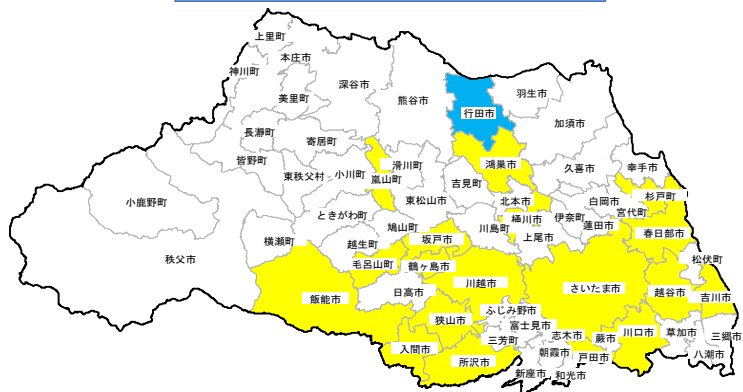 上里町
本庄市
神川町
美里町
深谷市
熊谷市
行田市
羽生市
加須市
長瀞町
寄居町
皆野町
東秩父村
小川町
嵐山町
滑川町
鴻巣市
久喜市
幸手市
小鹿野町
吉見町
東松山市
北本市
白岡市
杉戸町
宮代町
ときがわ町
鳩山町
川島町
桶川市
伊奈町
蓮田市
上尾市
春日部市
横瀬町
越生町
坂戸市
秩父市
毛呂山町
鶴ヶ島市
松伏町
日高市
川越市
さいたま市
越谷市
吉川市
飯能市
ふじみ野市
狭山市
富士見市
三芳町
志木市
蕨市
川口市
草加市
三郷市
入間市
所沢市
朝霞市
戸田市
八潮市
新座市
和光市